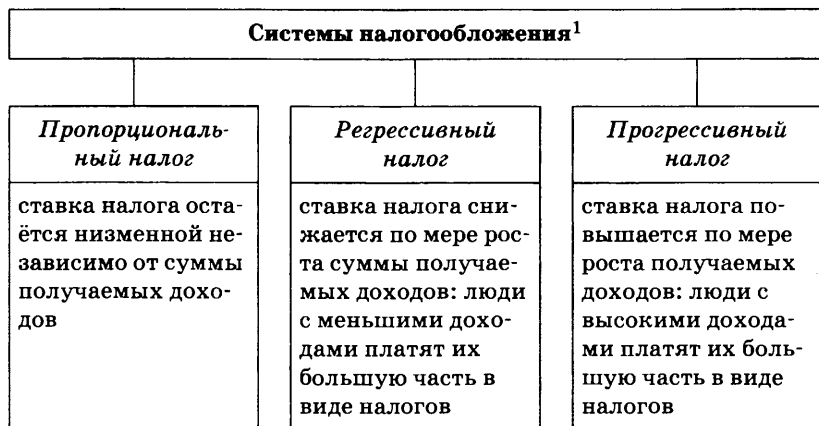 Системы налогообложения¹
Пропорциональ-
ный налог
ставка налога оста-
ётся низменной не-
зависимо от суммы
получаемых дохо-
дов
Регрессивный
налог
ставка налога сни-
жается по мере рос-
та суммы получае-
мых доходов: люди
с меньшими дохо-
дами платят их
большую часть в
виде налогов
Прогрессивный
налог
ставка налога по-
вышается по мере
роста получаемых
доходов: люди с
высокими дохода-
ми платят их боль-
шую часть в виде
налогов